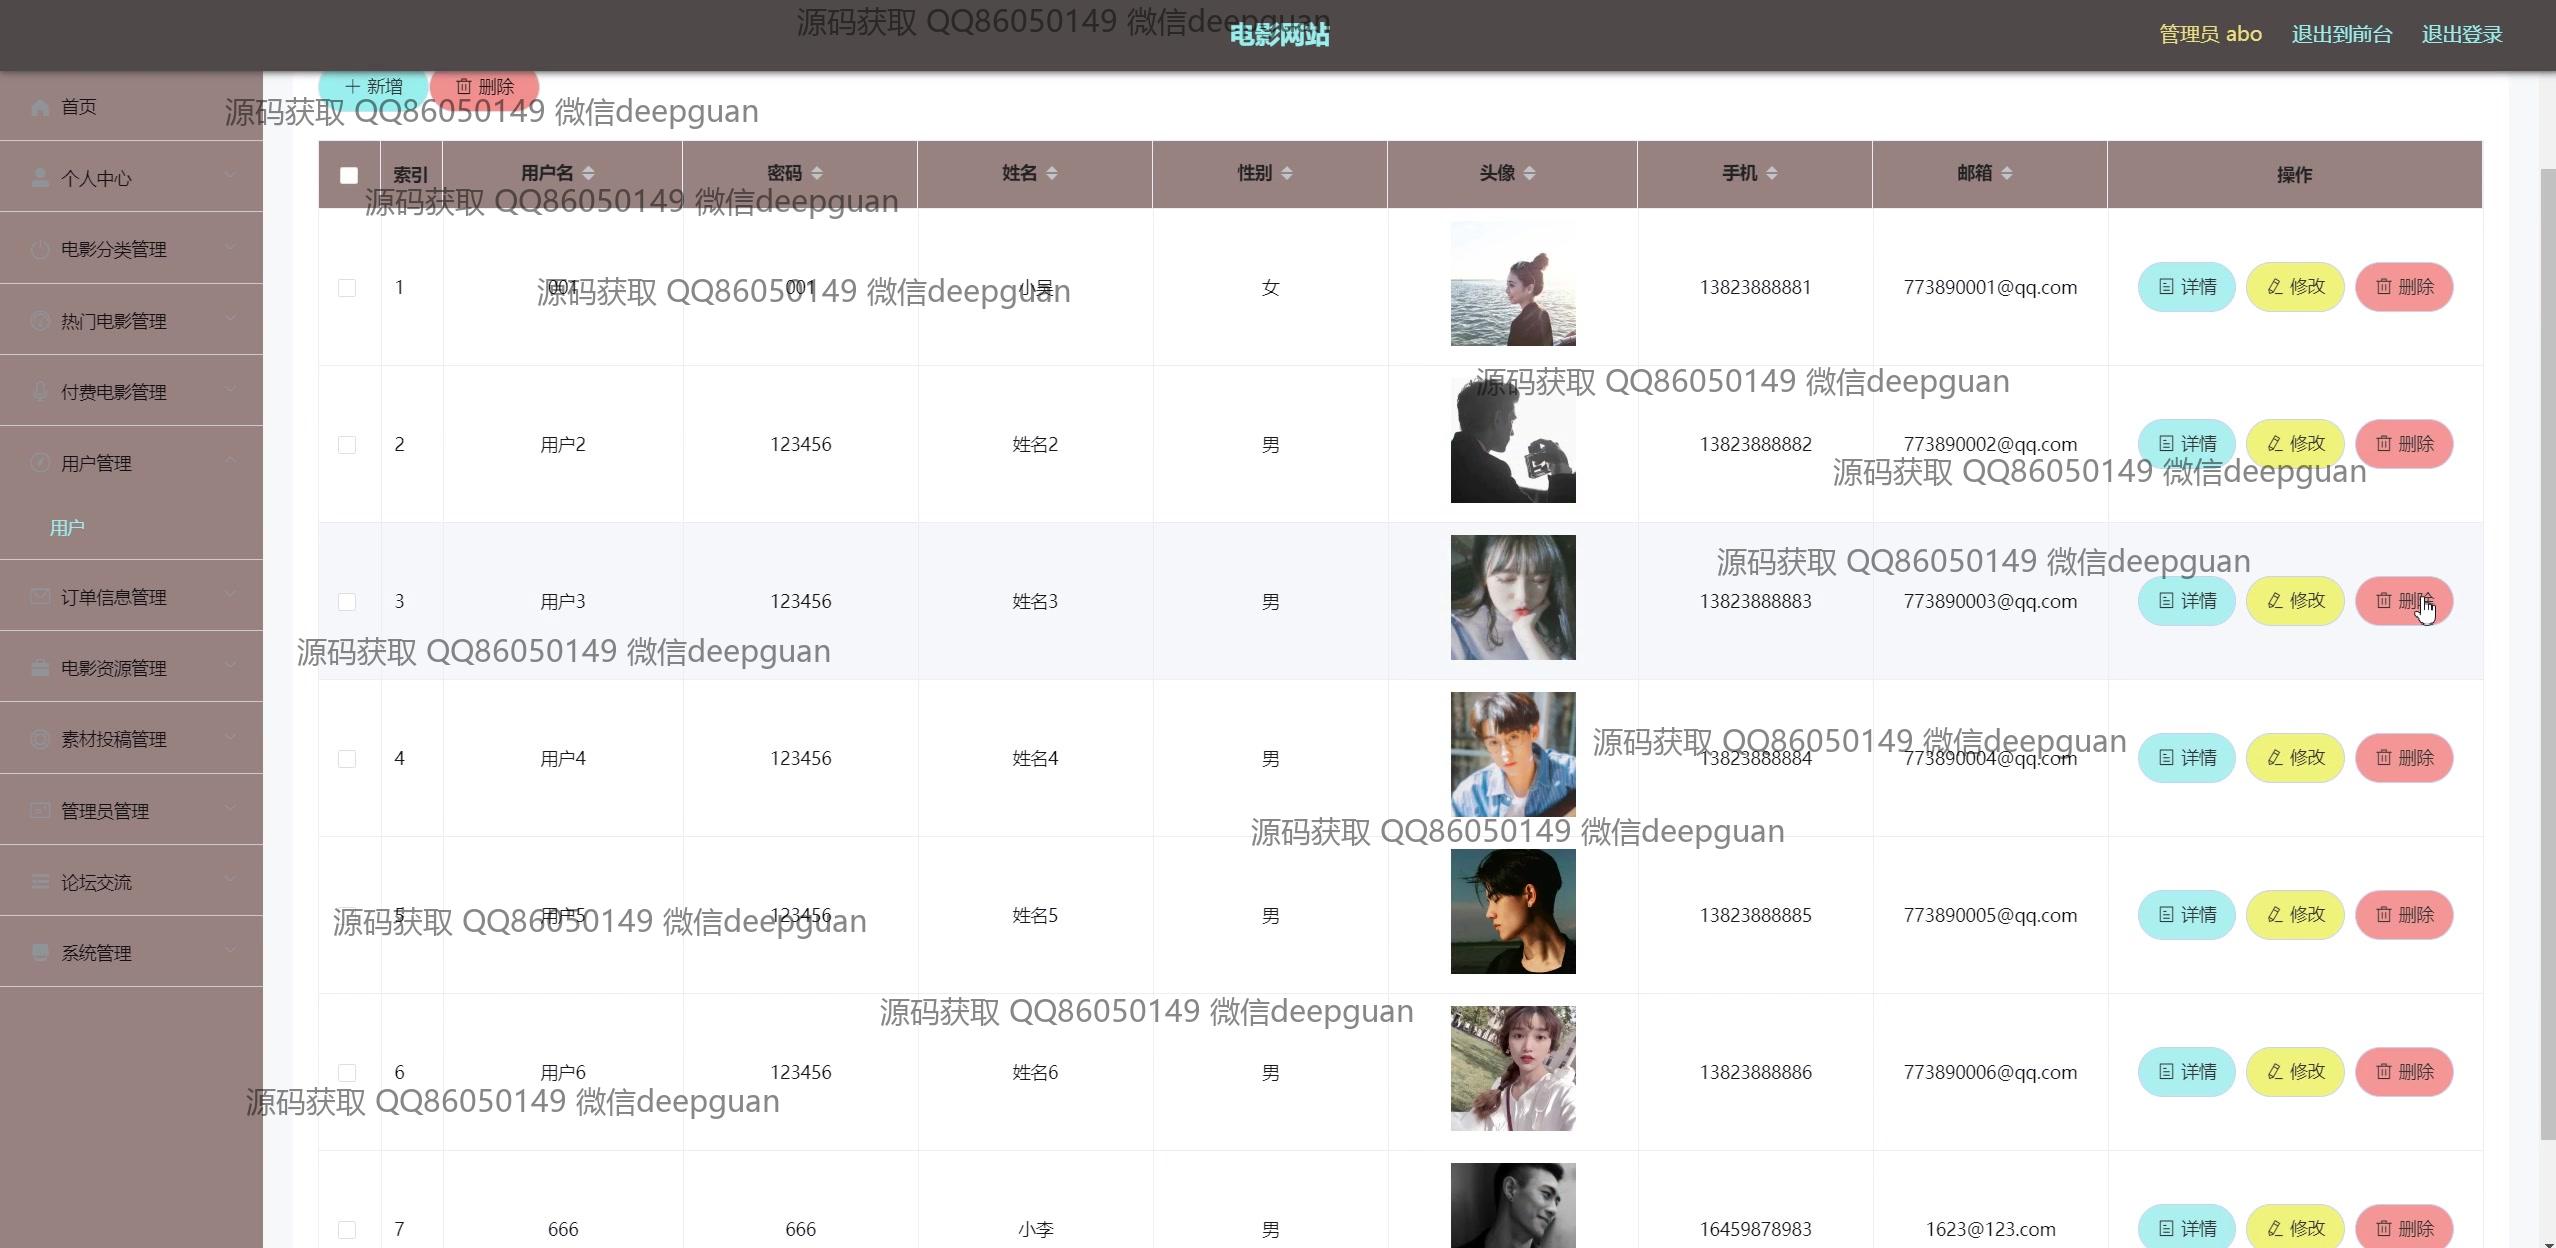 源码获取 QQ86050149 微信deepguan
电影网站
管理员 abo 退出到前台 退出登录
新增 删除
源码获取 QQ86050149 微信deepguan
首页
个人中心
电影分类管理
热门电影管理
付费电影管理
用户管理
用户
订单信息管理
电影资源管理
素材投稿管理
管理员管理
论坛交流
系统管理
索引 用户名 密码 姓名 性别 头像 手机 邮箱 操作
源码获取 QQ86050149 微信deepguan
1 001 001 小吴 女 13823888881 773890001@qq.com 详情 修改 删除
源码获取 QQ86050149 微信deepguan
源码获取 QQ86050149 微信deepguan
2 用户2 123456 姓名2 男 13823888882 773890002@qq.com 详情 修改 删除
源码获取 QQ86050149 微信deepguan
源码获取 QQ86050149 微信deepguan
3 用户3 123456 姓名3 男 13823888883 773890003@qq.com 详情 修改 删除
源码获取 QQ86050149 微信deepguan
源码获取 QQ86050149 微信deepguan
4 用户4 123456 姓名4 男 13823888884 773890004@qq.com 详情 修改 删除
源码获取 QQ86050149 微信deepguan
5 用户5 123456 姓名5 男 13823888885 773890005@qq.com 详情 修改 删除
源码获取 QQ86050149 微信deepguan
源码获取 QQ86050149 微信deepguan
6 用户6 123456 姓名6 男 13823888886 773890006@qq.com 详情 修改 删除
源码获取 QQ86050149 微信deepguan
7 666 666 小李 男 16459878983 1623@123.com 详情 修改 删除